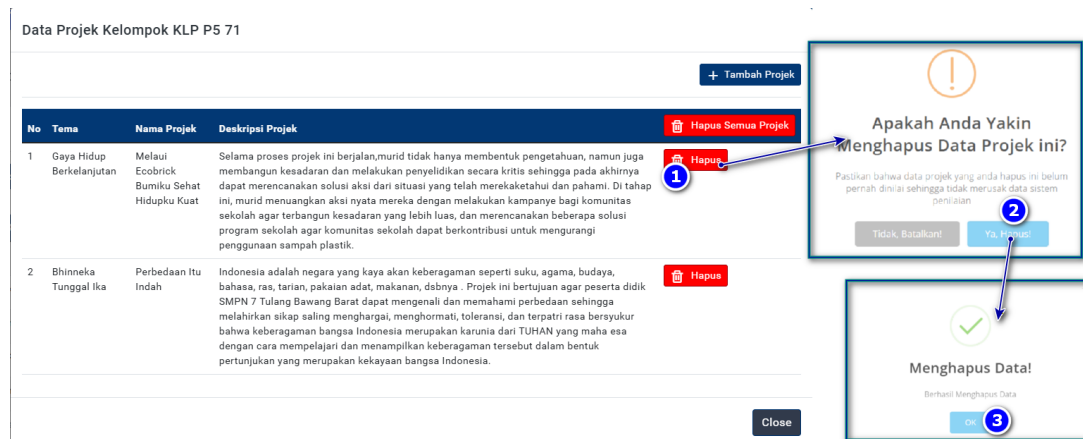 Data Projek Kelompok KLP P5 71
+ Tambah Projek
No Tema Nama Projek Deskripsi Projek Hapus Semua Projek
1 Gaya Hidup Berkelanjutan
Melaui Ecobrick Bumiku Sehat Hidupku Kuat
Selama proses projek ini berjalan,murid tidak hanya membentuk pengetahuan, namun juga
membangun kesadaran dan melakukan penyelidikan secara kritis sehingga pada akhirnya
dapat merencanakan solusi aksi dari situasi yang telah merekaketahui dan pahami. Di tahap
ini, murid menuangkan aksi nyata mereka dengan melakukan kampanye bagi komunitas
sekolah agar terbangun kesadaran yang lebih luas, dan merencanakan beberapa solusi
program sekolah agar komunitas sekolah dapat berkontribusi untuk mengurangi
penggunaan sampah plastik.
Hapus
1
2 Bhinneka Tunggal Ika
Perbedaan Itu Indah
Indonesia adalah negara yang kaya akan keberagaman seperti suku, agama, budaya,
bahasa, ras, tarian, pakaian adat, makanan, dsbnya . Projek ini bertujuan agar peserta didik
SMPN 7 Tulang Bawang Barat dapat mengenali dan memahami perbedaan sehingga
melahirkan sikap saling menghargai, menghormati, toleransi, dan terpatri rasa bersyukur
bahwa keberagaman bangsa Indonesia merupakan karunia dari TUHAN yang maha esa
dengan cara mempelajari dan menampilkan keberagaman tersebut dalam bentuk
pertunjukan yang merupakan kekayaan bangsa Indonesia.
Hapus
Close
Apakah Anda Yakin
Menghapus Data Projek ini?
Pastikan bahwa data projek yang anda hapus ini belum
pernah dinilai sehingga tidak merusak data sistem
penilaian
2
Tidak, Batalkan! Ya, Hapus!
Menghapus Data!
Berhasil Menghapus Data
OK 3